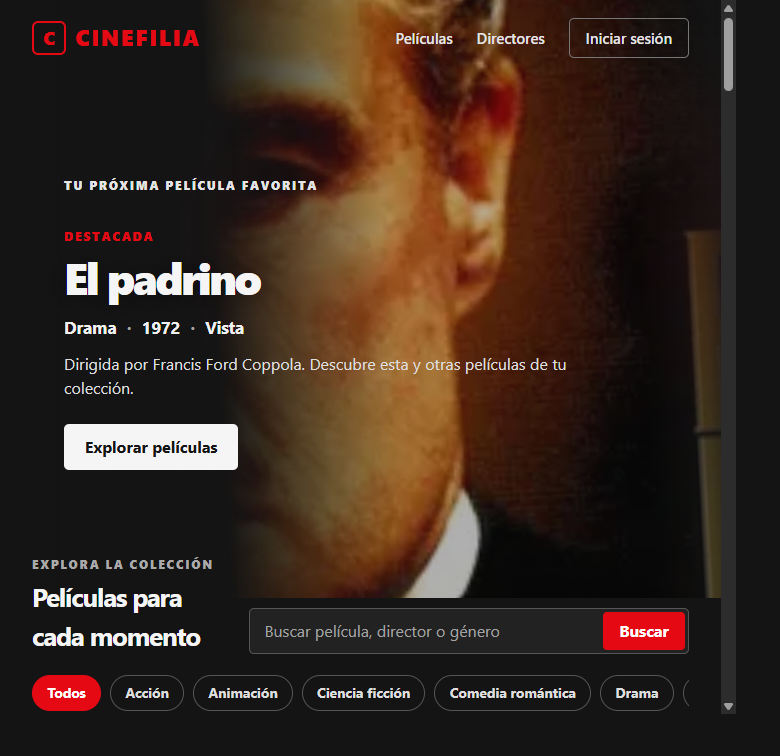 C CINEFILIA
Películas
Directores
Iniciar sesión
TU PRÓXIMA PELÍCULA FAVORITA
DESTACADA
El padrino
Drama · 1972 · Vista
Dirigida por Francis Ford Coppola. Descubre esta y otras películas de tu
colección.
Explorar películas
EXPLORA LA COLECCIÓN
Películas para
cada momento
Buscar película, director o género
Buscar
Todos
Acción
Animación
Ciencia ficción
Comedia romántica
Drama